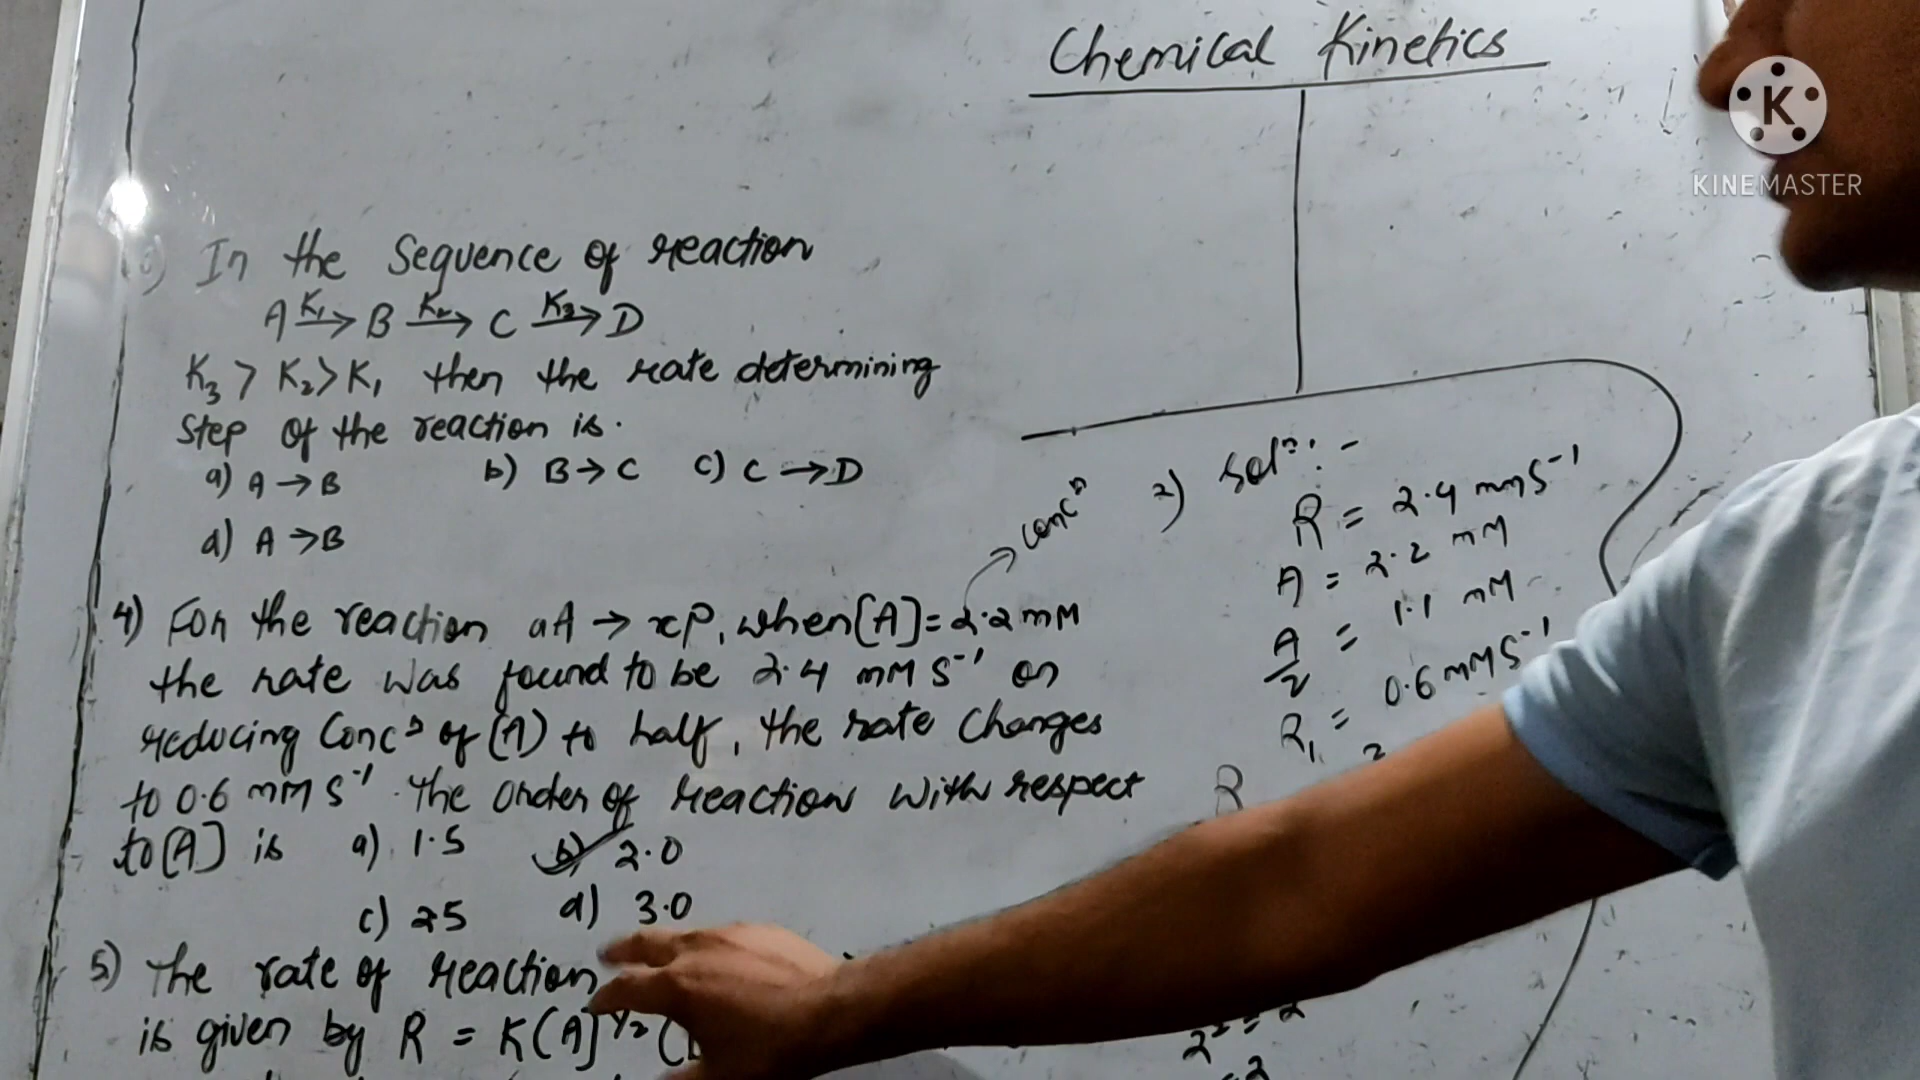 Chemical Kinetics
KINEMASTER
In the Sequence of reaction
A K₁→ B K₂→ C K₃→ D
K₃ > K₂ > K₁ then the rate determining
Step of the reaction is.
a) A → B b) B → C c) C → D
d) A → B
4) For the reaction aA → xP, when [A] = 2.2 mM → concⁿ
the rate was found to be 2.4 mM S⁻¹ on
reducing Concⁿ of (A) to half, the rate Changes
to 0.6 mM S⁻¹. The Order of reaction with respect
to [A] is a) 1.5 b) 2.0
c) 25 d) 3.0
5) The rate of reaction
is given by R = K(A]^1/2
2) Solⁿ:-
R = 2.4 mM S⁻¹
A = 2.2 mM
A/2 = 1.1 mM
R₁ = 0.6 mM S⁻¹
R